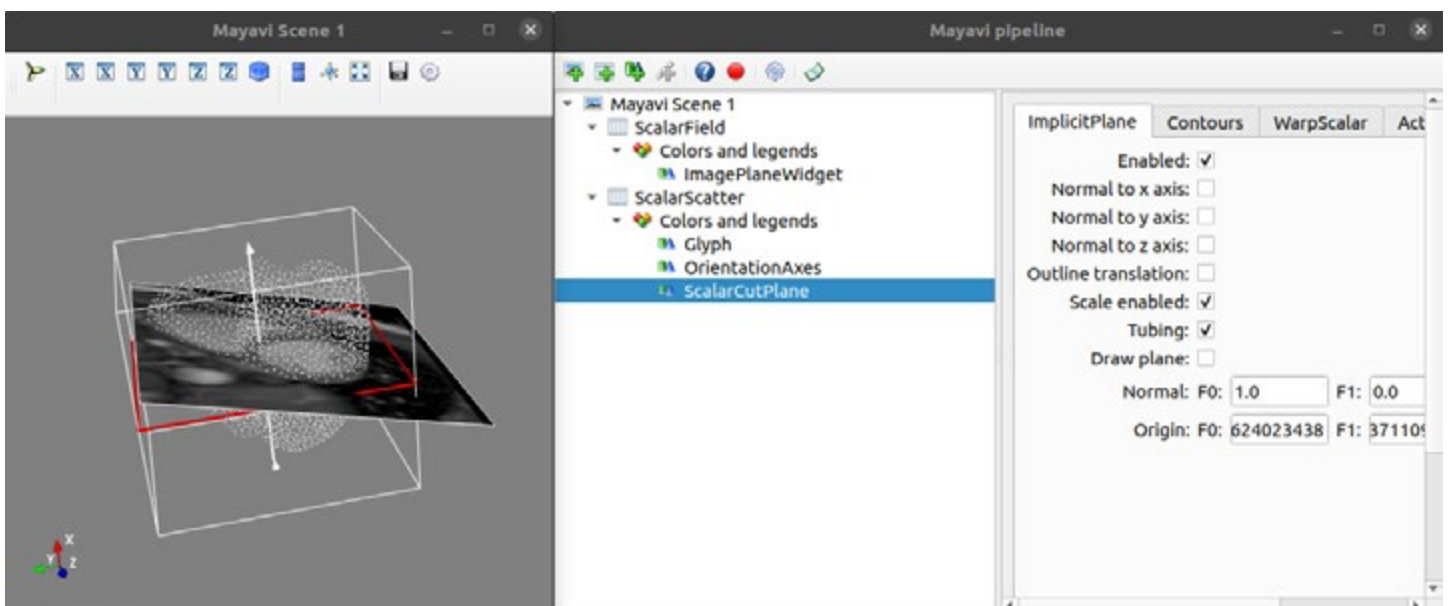 Mayavi Scene 1
X X Y Y Z Z
X
Y Z
Mayavi pipeline
Mayavi Scene 1
ScalarField
Colors and legends
ImagePlaneWidget
ScalarScatter
Colors and legends
Glyph
OrientationAxes
ScalarCutPlane
ImplicitPlane Contours WarpScalar Act
Enabled:
Normal to x axis:
Normal to y axis:
Normal to z axis:
Outline translation:
Scale enabled:
Tubing:
Draw plane:
Normal: F0: 1.0 F1: 0.0
Origin: F0: 624023438 F1: 371109